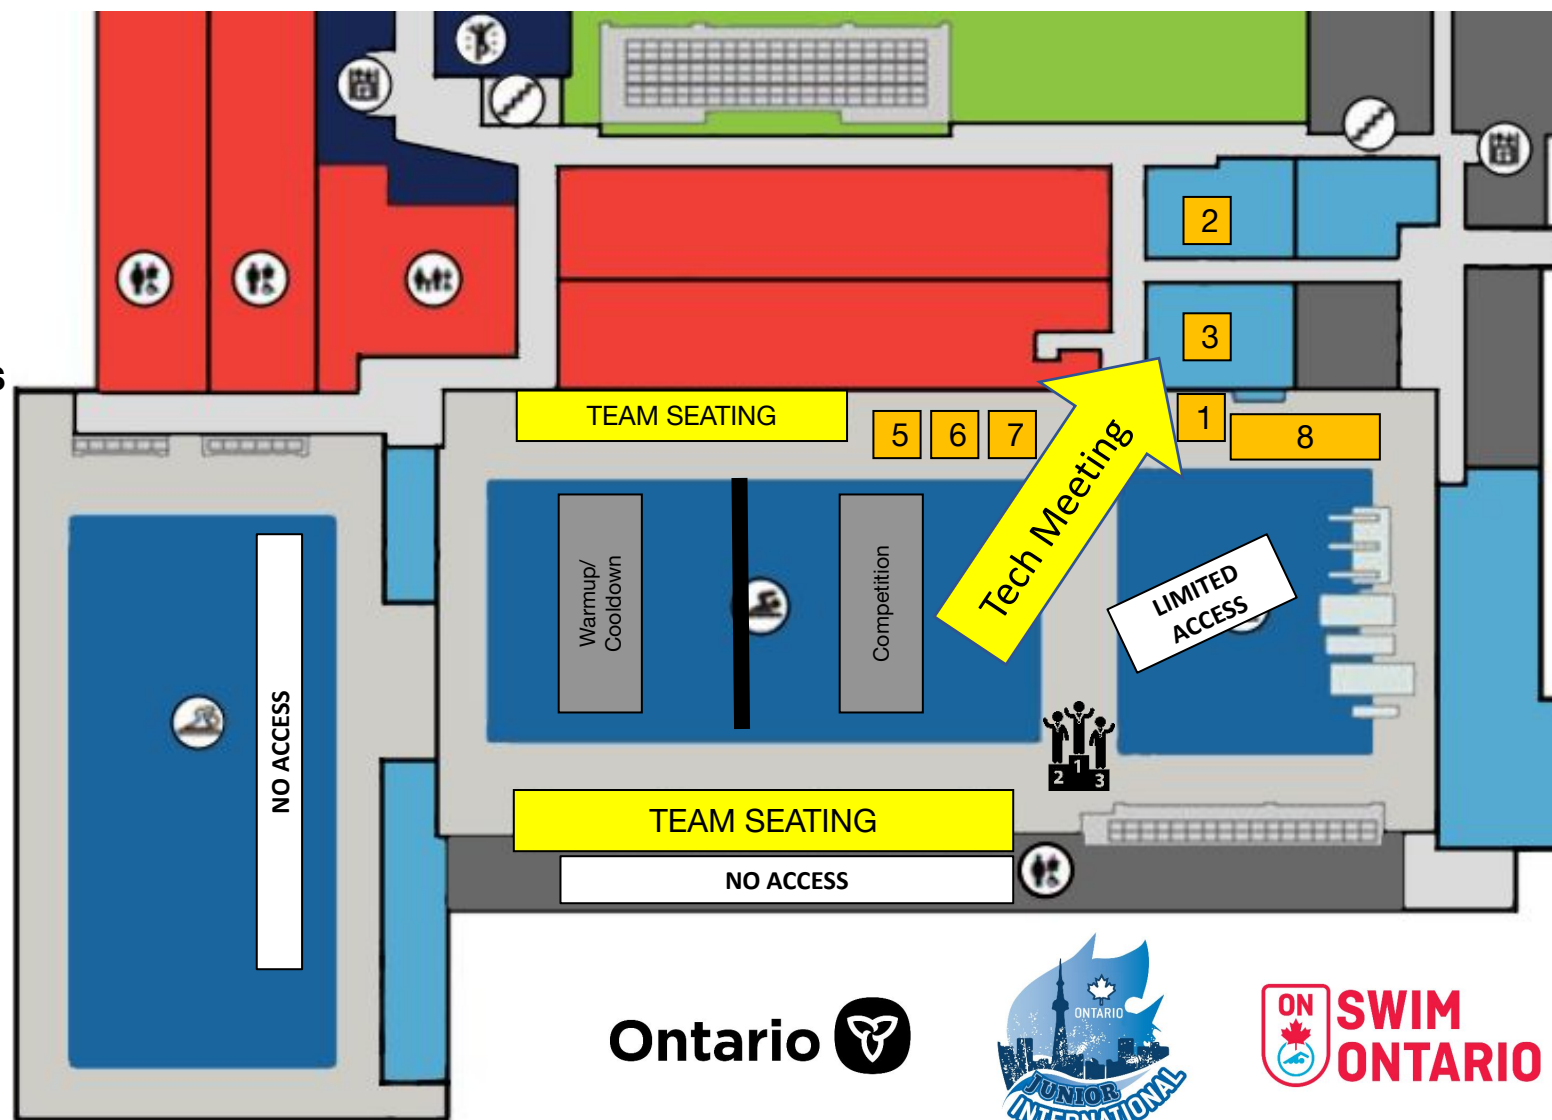 2
3
s
TEAM SEATING
5
6
7
1
8
Tech Meeting
Warmup/
Cooldown
Competition
LIMITED
ACCESS
NO ACCESS
2
1
3
TEAM SEATING
NO ACCESS
Ontario
ONTARIO
JUNIOR
INTERNATIONAL
ON
SWIM
ONTARIO